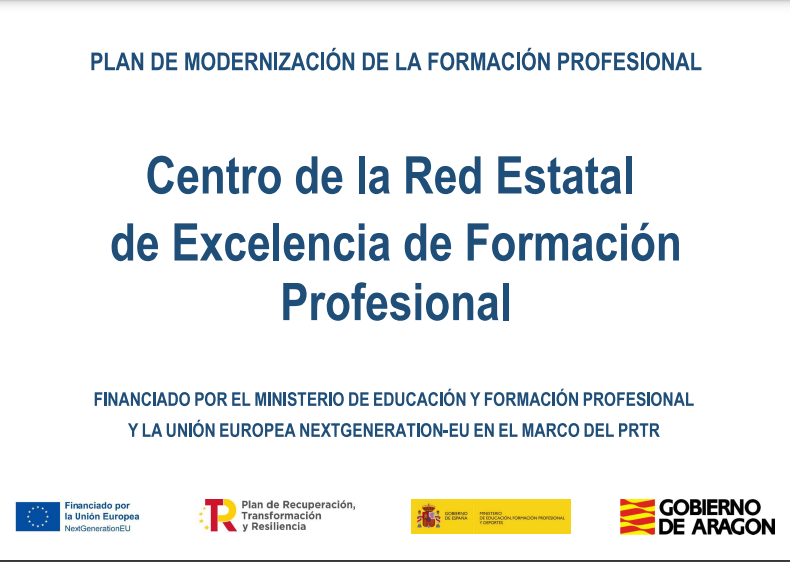 PLAN DE MODERNIZACIÓN DE LA FORMACIÓN PROFESIONAL
Centro de la Red Estatal
de Excelencia de Formación
Profesional
FINANCIADO POR EL MINISTERIO DE EDUCACIÓN Y FORMACIÓN PROFESIONAL
Y LA UNIÓN EUROPEA NEXTGENERATION-EU EN EL MARCO DEL PRTR
Financiado por
la Unión Europea
NextGenerationEU
Plan de Recuperación,
Transformación
y Resiliencia
GOBIERNO
DE ESPAÑA
MINISTERIO
DE EDUCACIÓN, FORMACIÓN PROFESIONAL
Y DEPORTES
GOBIERNO
DE ARAGON